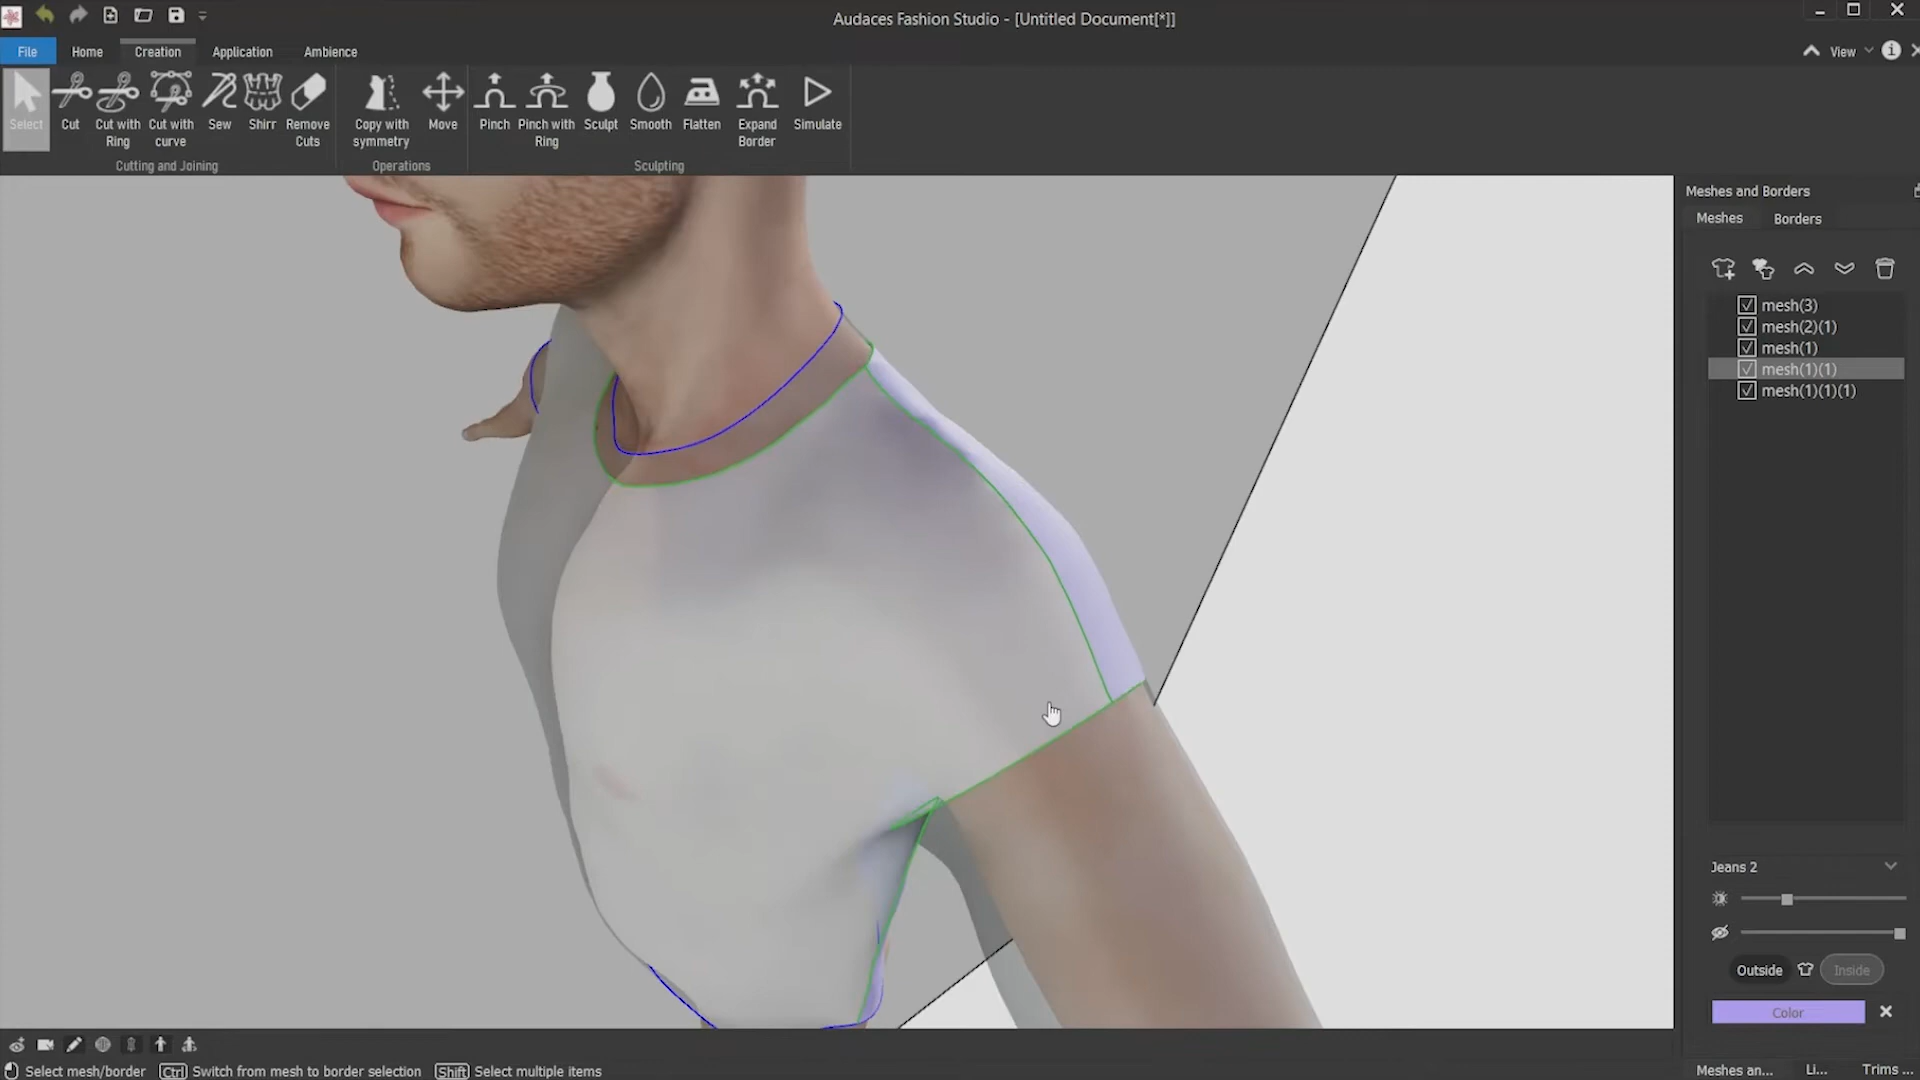 Audaces Fashion Studio - [Untitled Document[*]]
File Home Creation Application Ambience View
Select Cut Cut with Ring Cut with curve Sew Shirr Remove Cuts Copy with symmetry Move Pinch Pinch with Ring Sculpt Smooth Flatten Expand Border Simulate
Cutting and Joining Operations Sculpting
Meshes and Borders
Meshes Borders
mesh(3)
mesh(2)(1)
mesh(1)
mesh(1)(1)
mesh(1)(1)(1)
Jeans 2
Outside Inside
Color
Select mesh/border Ctrl Switch from mesh to border selection Shift Select multiple items
Meshes an... Li... Trims ...